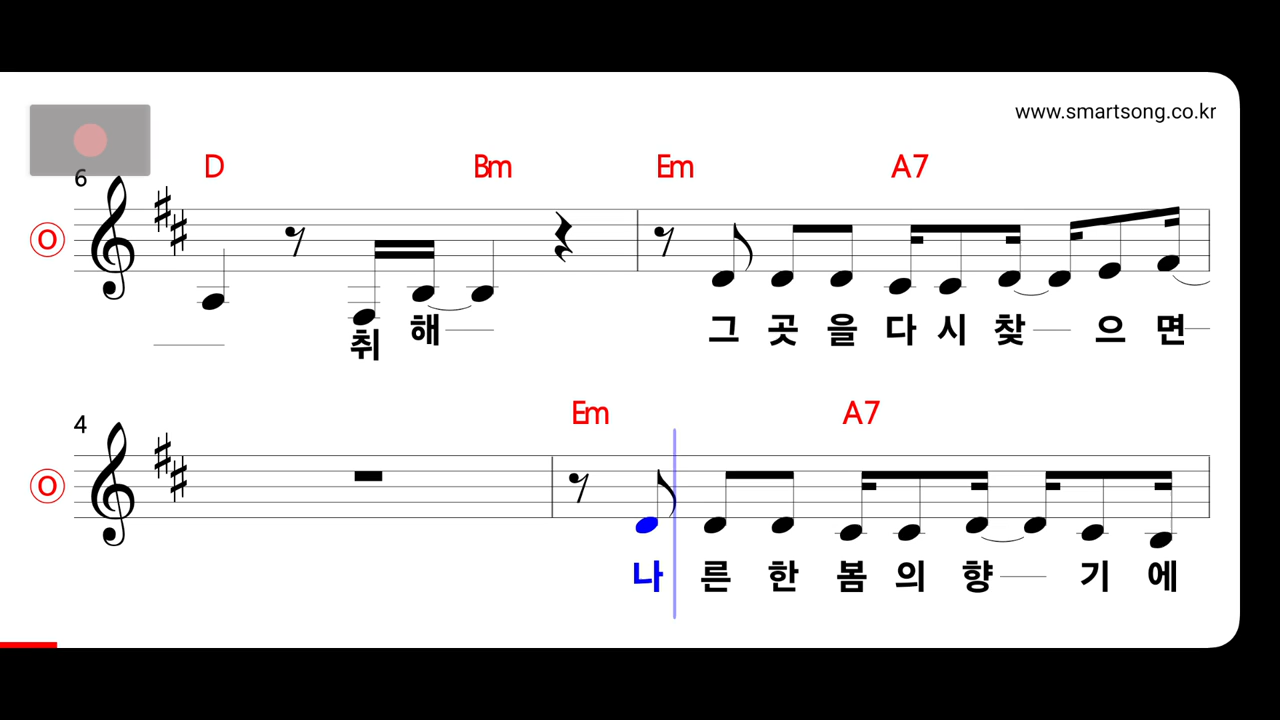 www.smartsong.co.kr
D Bm Em A7
6
O
취 해 그 곳 을 다 시 찾 으 면
Em A7
4
O
나 른 한 봄 의 향 기 에